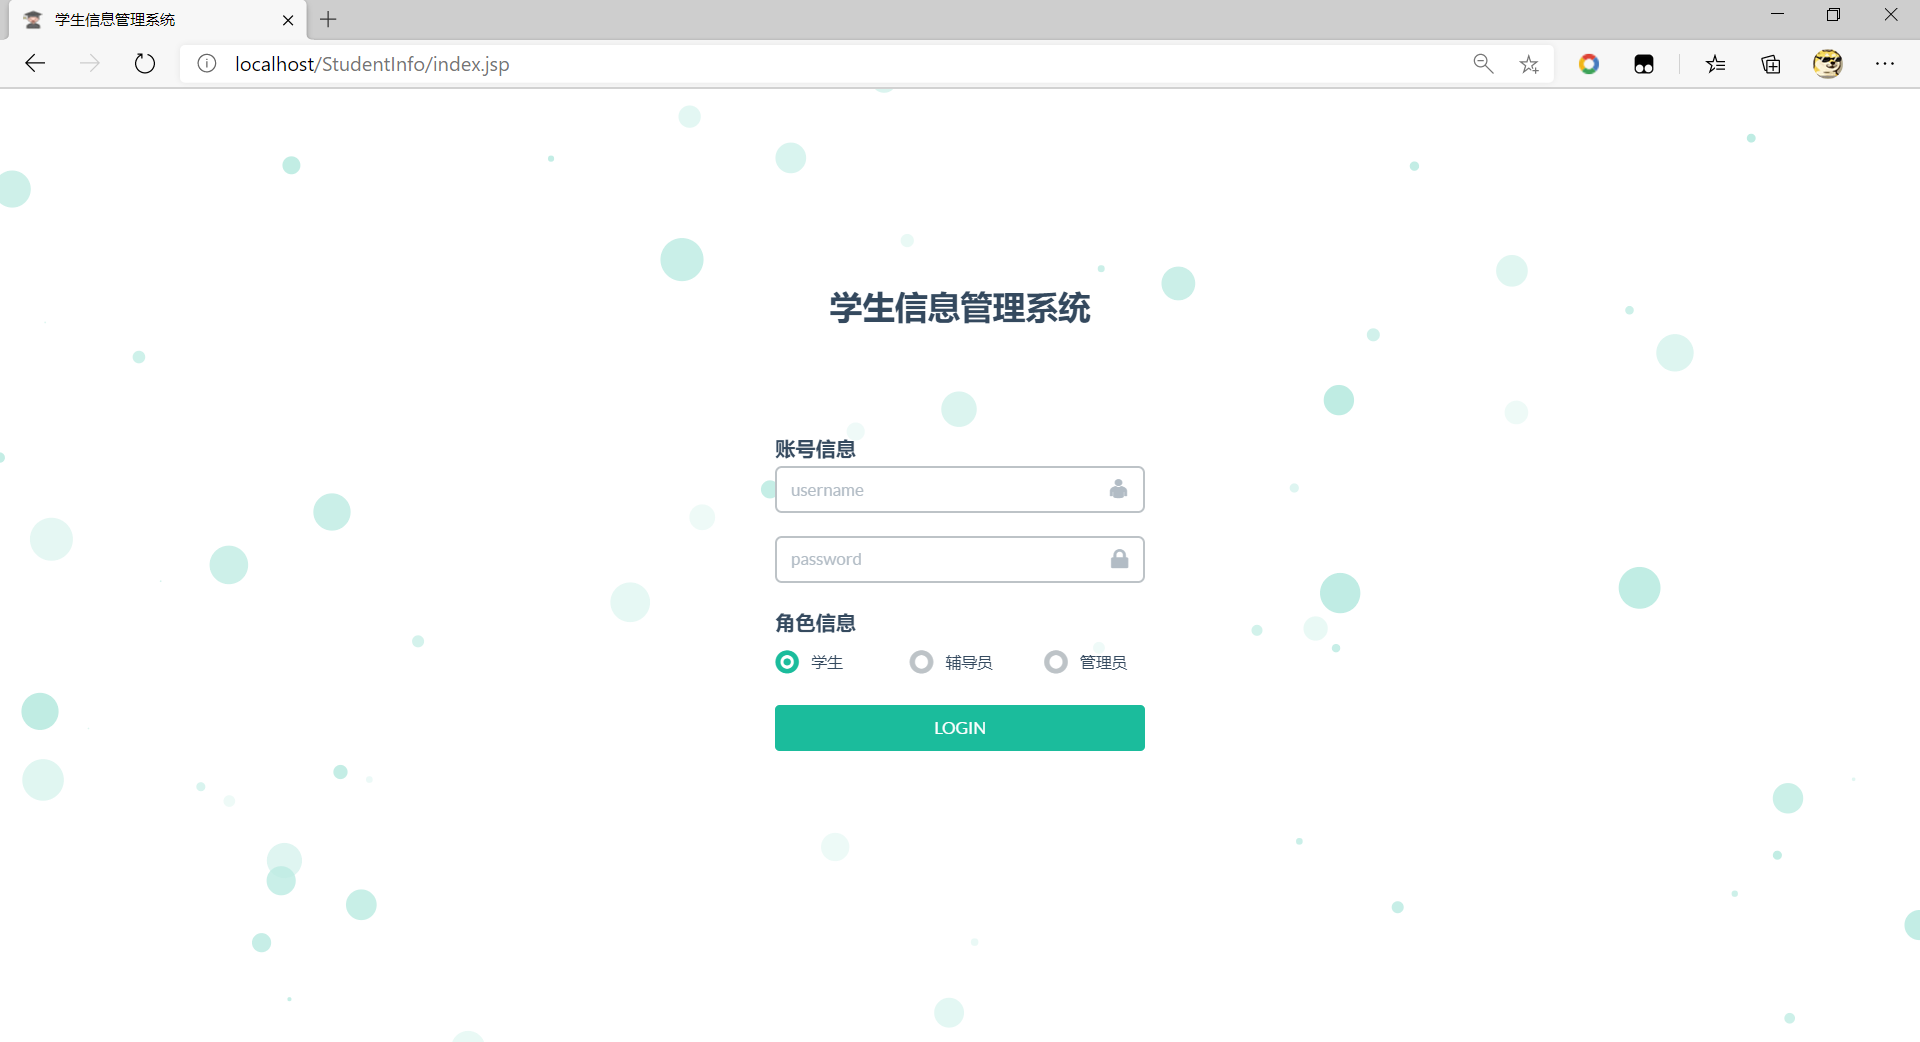 学生信息管理系统
localhost/StudentInfo/index.jsp
学生信息管理系统
账号信息
username
password
角色信息
学生 辅导员 管理员
LOGIN